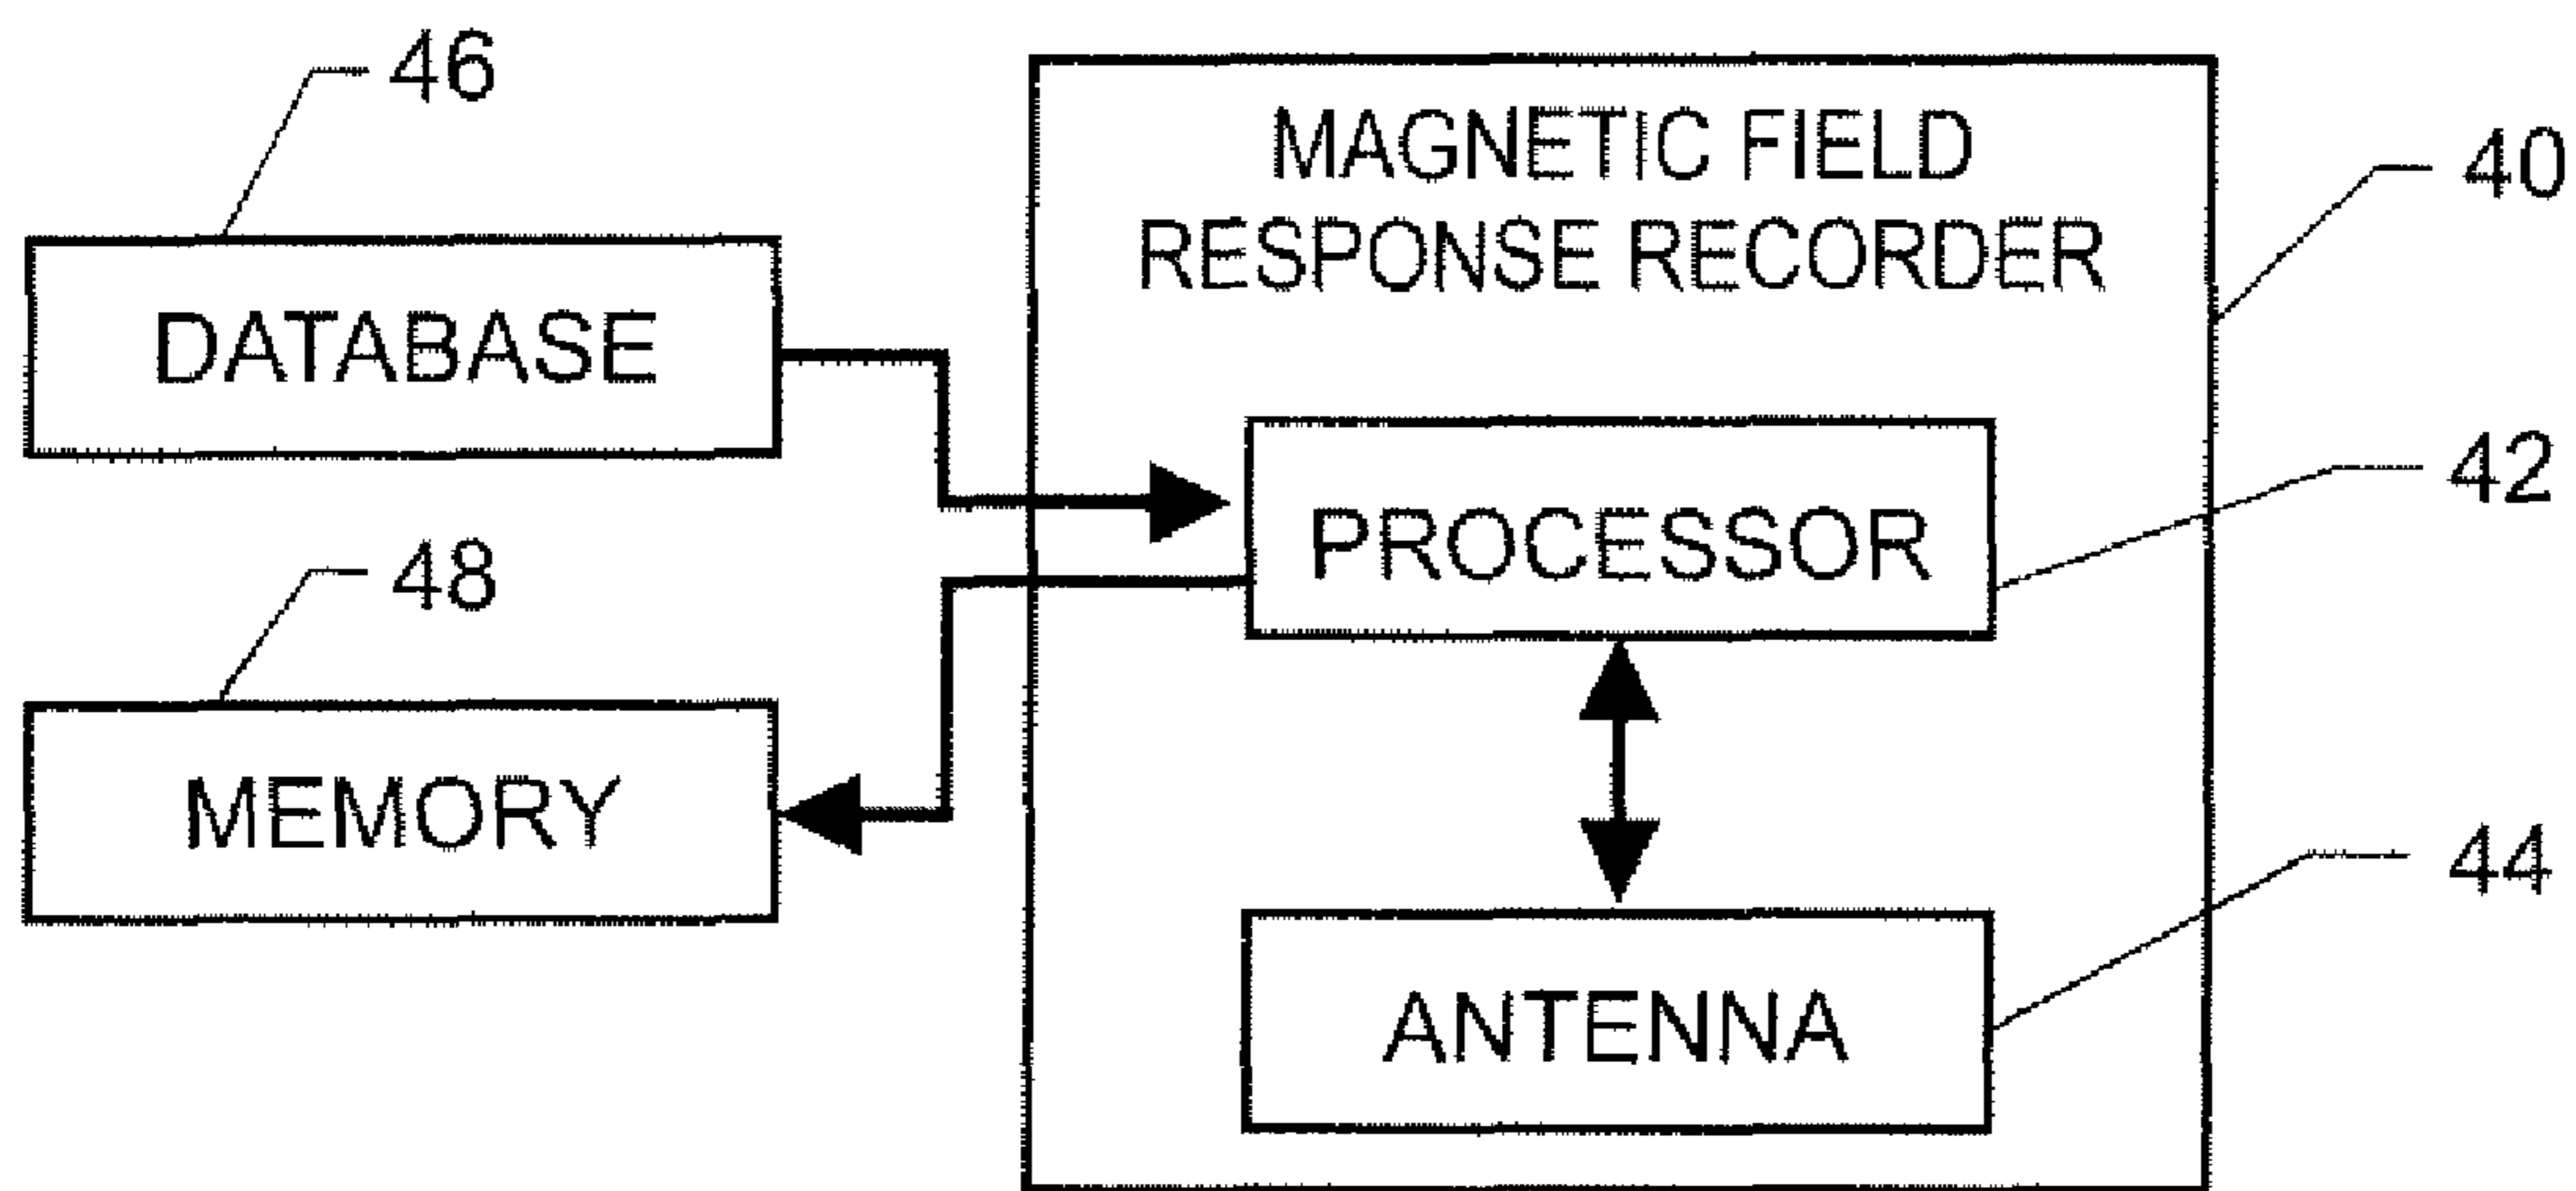 46
MAGNETIC FIELD
RESPONSE RECORDER
40
DATABASE
42
PROCESSOR
48
MEMORY
44
ANTENNA